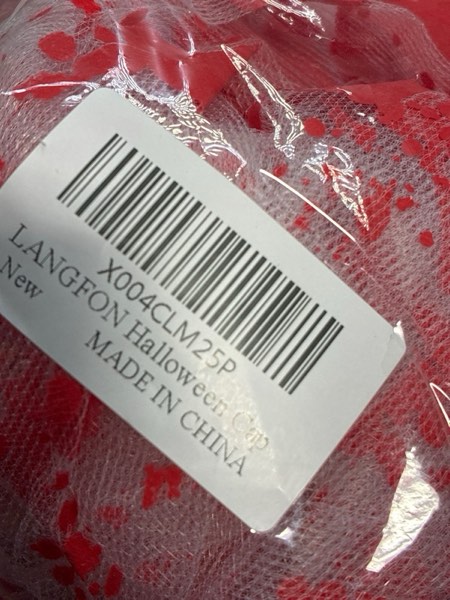 X004CLM25P
LANGFON Halloween Cap
New
MADE IN CHINA